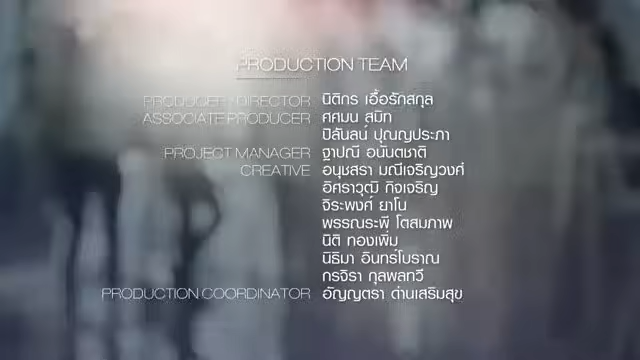 PRODUCTION TEAM
PRODUCER / DIRECTOR นิติกร เอื้อรักสกุล
ASSOCIATE PRODUCER ศศมน สุมิท
ปิลันลน์ ปุณญประภา
PROJECT MANAGER ฐาปณี อนันตชาติ
CREATIVE อนุชสรา มณีเจริญวงศ์
อิศราวุฒิ กิจเจริญ
จิระพงศ์ ยาโน
พรรณระพี โตสมภาพ
นิติ ทองเพิ่ม
นิธิมา อินทร์โบราณ
กรจิรา กุลพลทวี
PRODUCTION COORDINATOR อัญญตรา ด่านเสริมสุข